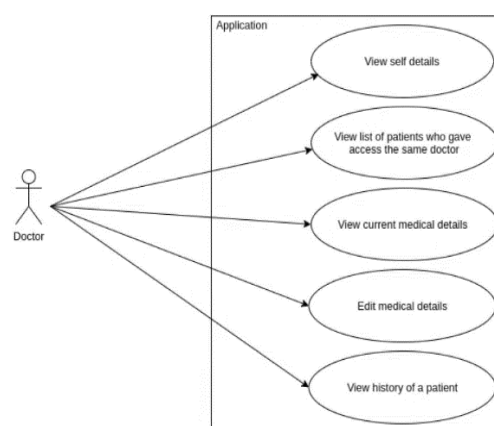 Application
View self details
View list of patients who gave
access the same doctor
View current medical details
Doctor
Edit medical details
View history of a patient